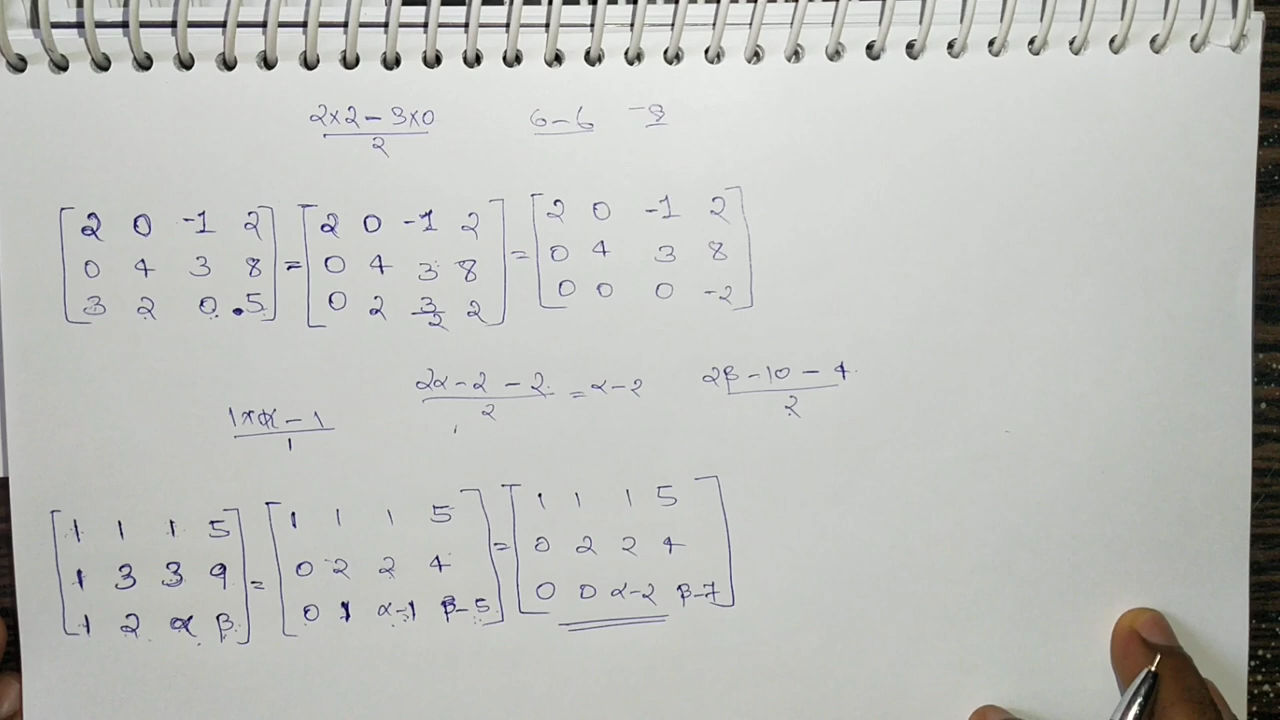 2×2-3×0 6-6 -8
2
2 0 -1 2 2 0 -1 2 2 0 -1 2
0 4 3 8 = 0 4 3 8 = 0 4 3 8
3 2 0 .5 0 2 3/2 2 0 0 0 -2
2α-2-2 = α-2 2β-10-4
2 2
1×α-1
1
1 1 1 5 1 1 1 5 1 1 1 5
1 3 3 9 = 0 2 2 4 = 0 2 2 4
1 2 α β 0 1 α-1 β-5 0 0 α-2 β-7